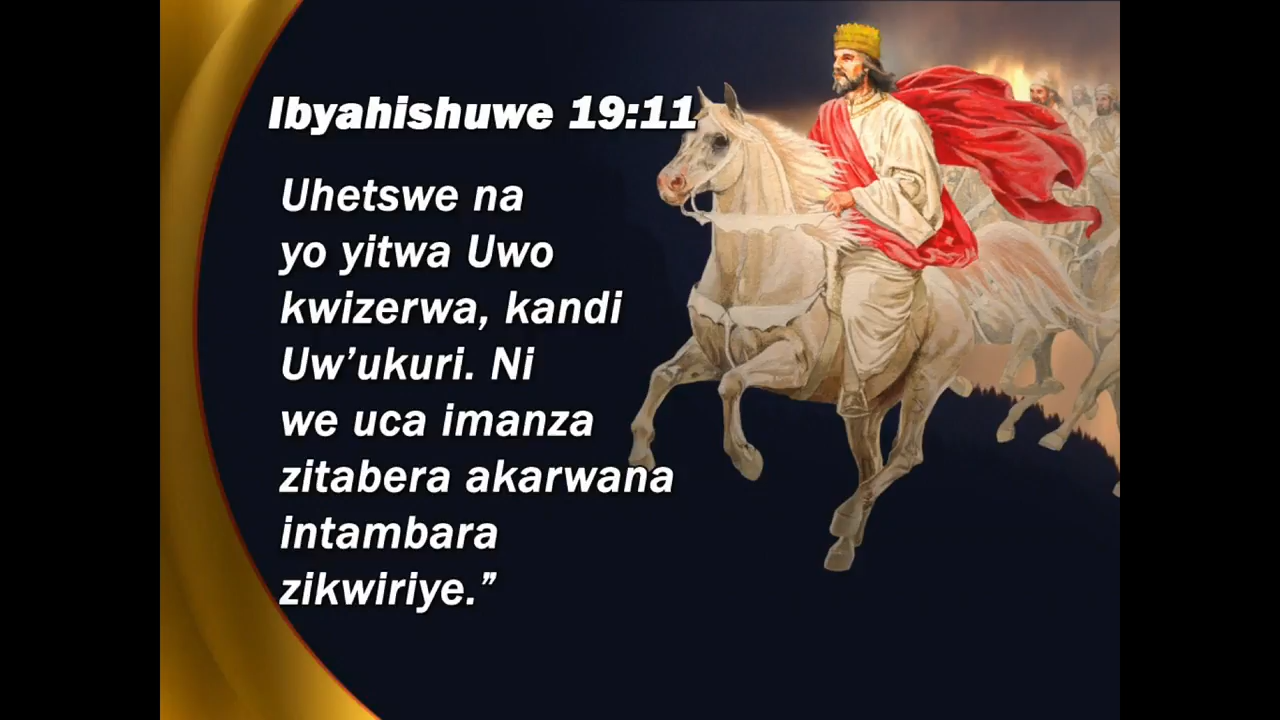 Ibyahishuwe 19:11
Uhetswe na
yo yitwa Uwo
kwizerwa, kandi
Uw’ukuri. Ni
we uca imanza
zitabera akarwana
intambara
zikwiriye.”